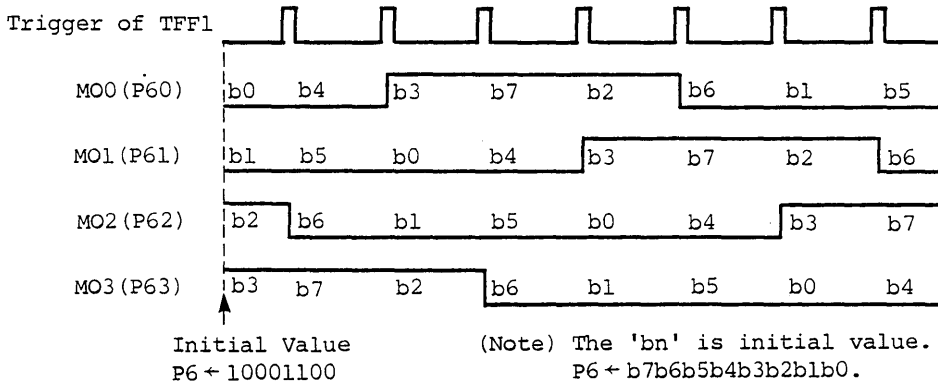 Trigger of TFF1
MO0(P60) b0 b4 b3 b7 b2 b6 b1 b5
MO1(P61) b1 b5 b0 b4 b3 b7 b2 b6
MO2(P62) b2 b6 b1 b5 b0 b4 b3 b7
MO3(P63) b3 b7 b2 b6 b1 b5 b0 b4
Initial Value (Note) The 'bn' is initial value.
P6←10001100 P6←b7b6b5b4b3b2b1b0.